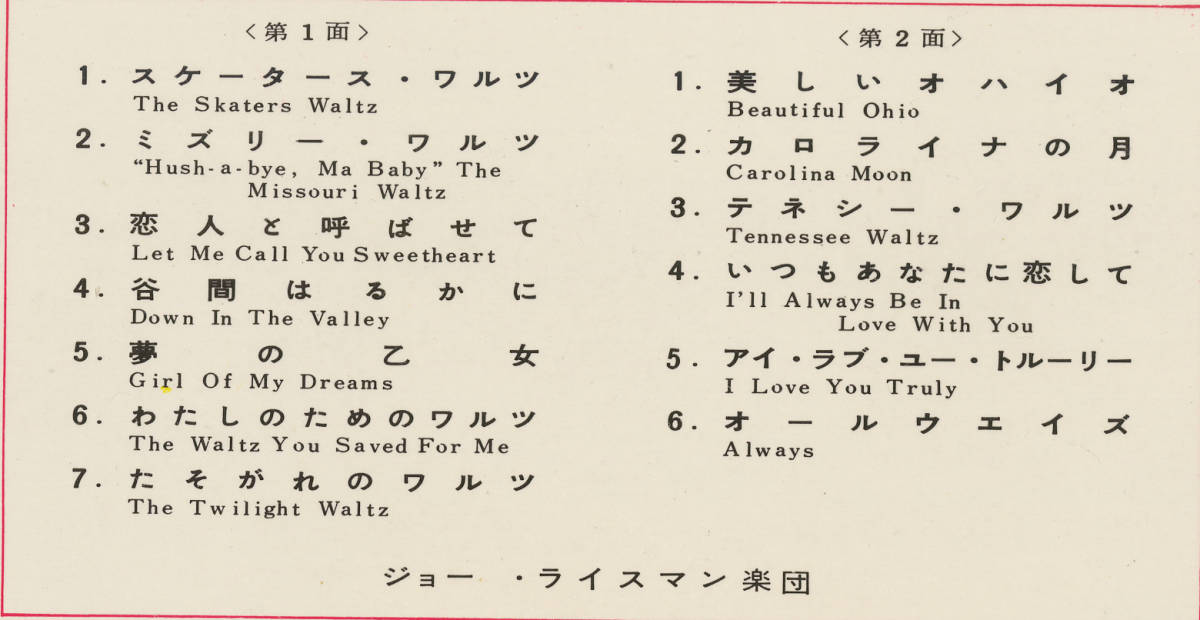 〈第1面〉
1. スケータース・ワルツ
The Skaters Waltz
2. ミズリー・ワルツ
“Hush-a-bye, Ma Baby” The
Missouri Waltz
3. 恋人と呼ばせて
Let Me Call You Sweetheart
4. 谷間はるかに
Down In The Valley
5. 夢の乙女
Girl Of My Dreams
6. わたしのためのワルツ
The Waltz You Saved For Me
7. たそがれのワルツ
The Twilight Waltz
〈第2面〉
1. 美しいオハイオ
Beautiful Ohio
2. カロライナの月
Carolina Moon
3. テネシー・ワルツ
Tennessee Waltz
4. いつもあなたに恋して
I’ll Always Be In
Love With You
5. アイ・ラブ・ユー・トルーリー
I Love You Truly
6. オールウエイズ
Always
ジョー・ライスマン楽団